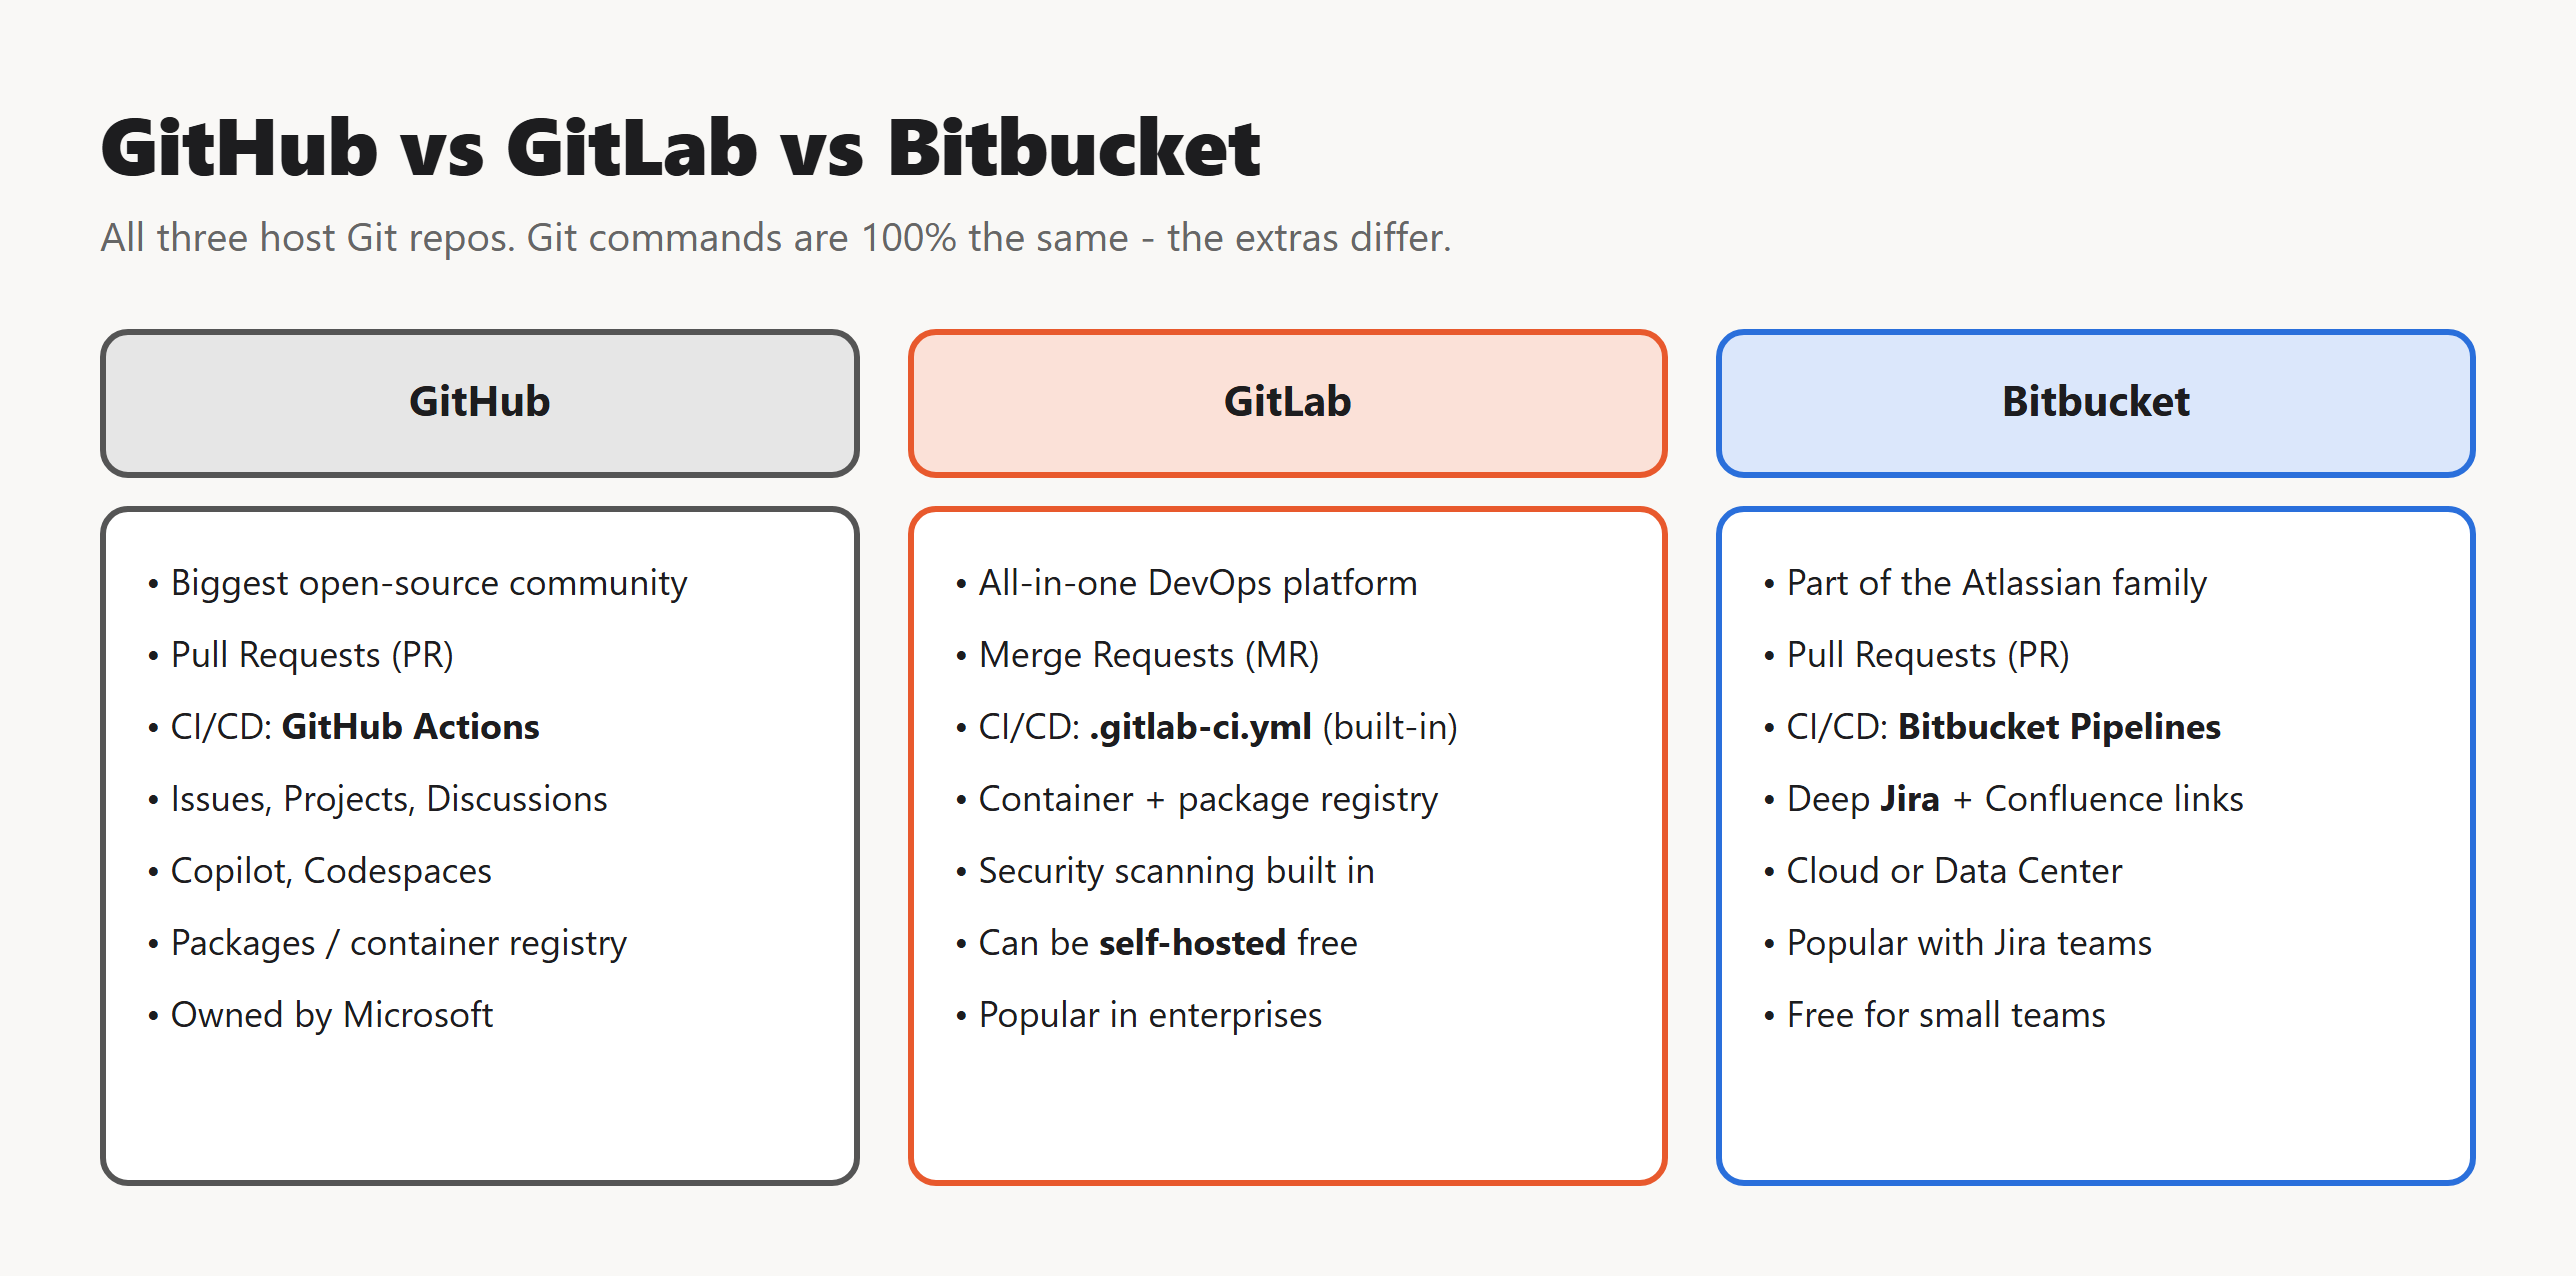 GitHub vs GitLab vs Bitbucket
All three host Git repos. Git commands are 100% the same - the extras differ.
GitHub
• Biggest open-source community
• Pull Requests (PR)
• CI/CD: GitHub Actions
• Issues, Projects, Discussions
• Copilot, Codespaces
• Packages / container registry
• Owned by Microsoft
GitLab
• All-in-one DevOps platform
• Merge Requests (MR)
• CI/CD: .gitlab-ci.yml (built-in)
• Container + package registry
• Security scanning built in
• Can be self-hosted free
• Popular in enterprises
Bitbucket
• Part of the Atlassian family
• Pull Requests (PR)
• CI/CD: Bitbucket Pipelines
• Deep Jira + Confluence links
• Cloud or Data Center
• Popular with Jira teams
• Free for small teams